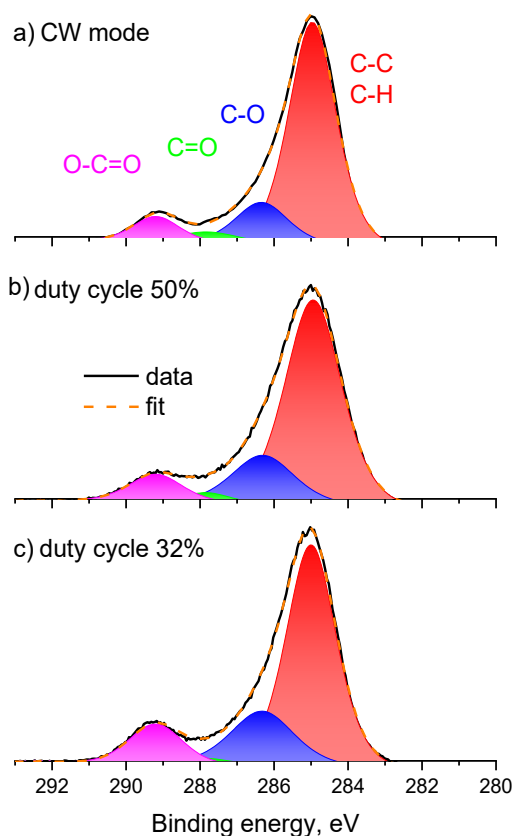 a) CW mode
C-C
C-H
C-O
C=O
O-C=O
b) duty cycle 50%
data
fit
c) duty cycle 32%
292 290 288 286 284 282 280
Binding energy, eV